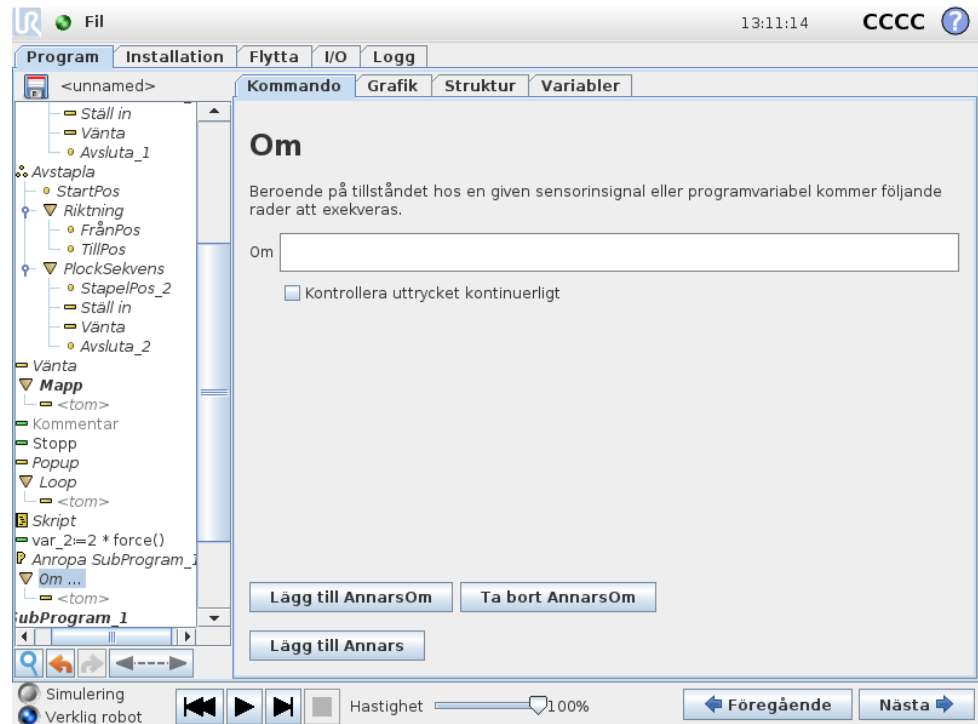 UR Fil 13:11:14 CCCC ?
Program Installation Flytta I/O Logg
<unnamed>
Kommando Grafik Struktur Variabler
Ställ in
Vänta
Avsluta_1
Avstapla
StartPos
Riktning
FrånPos
TillPos
PlockSekvens
StapelPos_2
Ställ in
Vänta
Avsluta_2
Vänta
Mapp
<tom>
Kommentar
Stopp
Popup
Loop
<tom>
Skript
var_2:=2 * force()
Anropa SubProgram_1
Om ...
<tom>
SubProgram_1
Om
Beroende på tillståndet hos en given sensorinsignal eller programvariabel kommer följande
rader att exekveras.
Om
Kontrollera uttrycket kontinuerligt
Lägg till AnnarsOm Ta bort AnnarsOm
Lägg till Annars
Simulering
Verklig robot
Hastighet 100%
Föregående Nästa